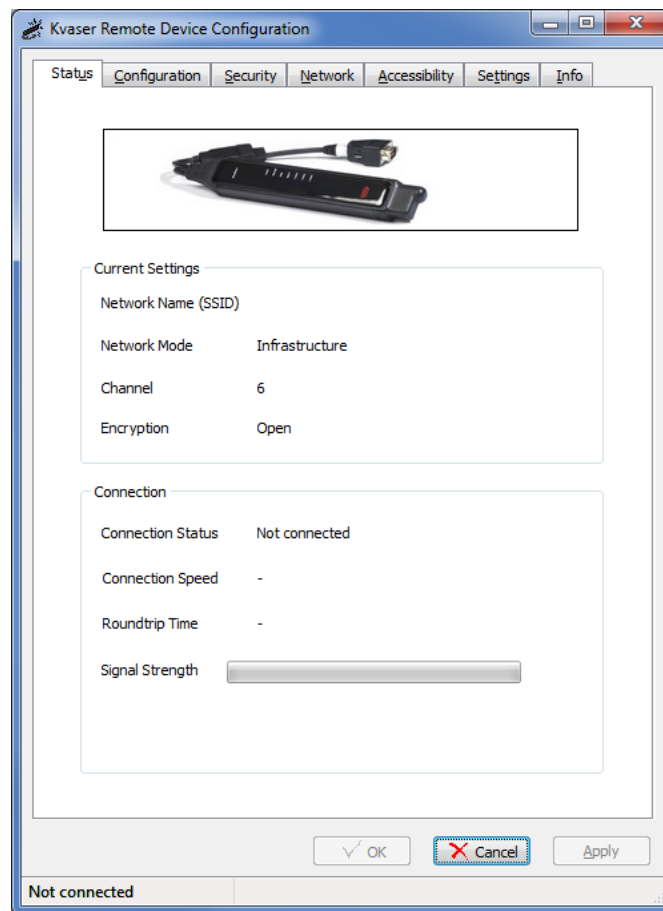 Kvaser Remote Device Configuration
Status Configuration Security Network Accessibility Settings Info
Current Settings
Network Name (SSID)
Network Mode Infrastructure
Channel 6
Encryption Open
Connection
Connection Status Not connected
Connection Speed -
Roundtrip Time -
Signal Strength
OK Cancel Apply
Not connected